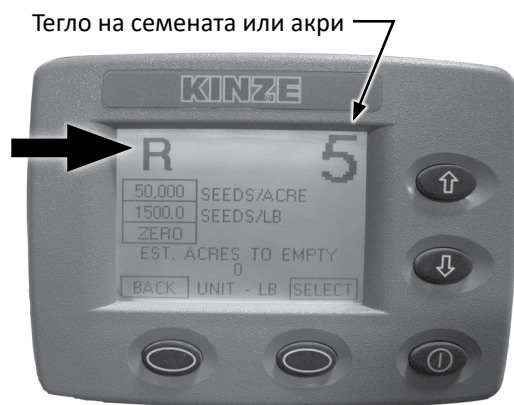 Тегло на семената или акри
KINZE
R 5
50,000 SEEDS/ACRE
1500.0 SEEDS/LB
ZERO
EST. ACRES TO EMPTY
0
BACK UNIT - LB SELECT